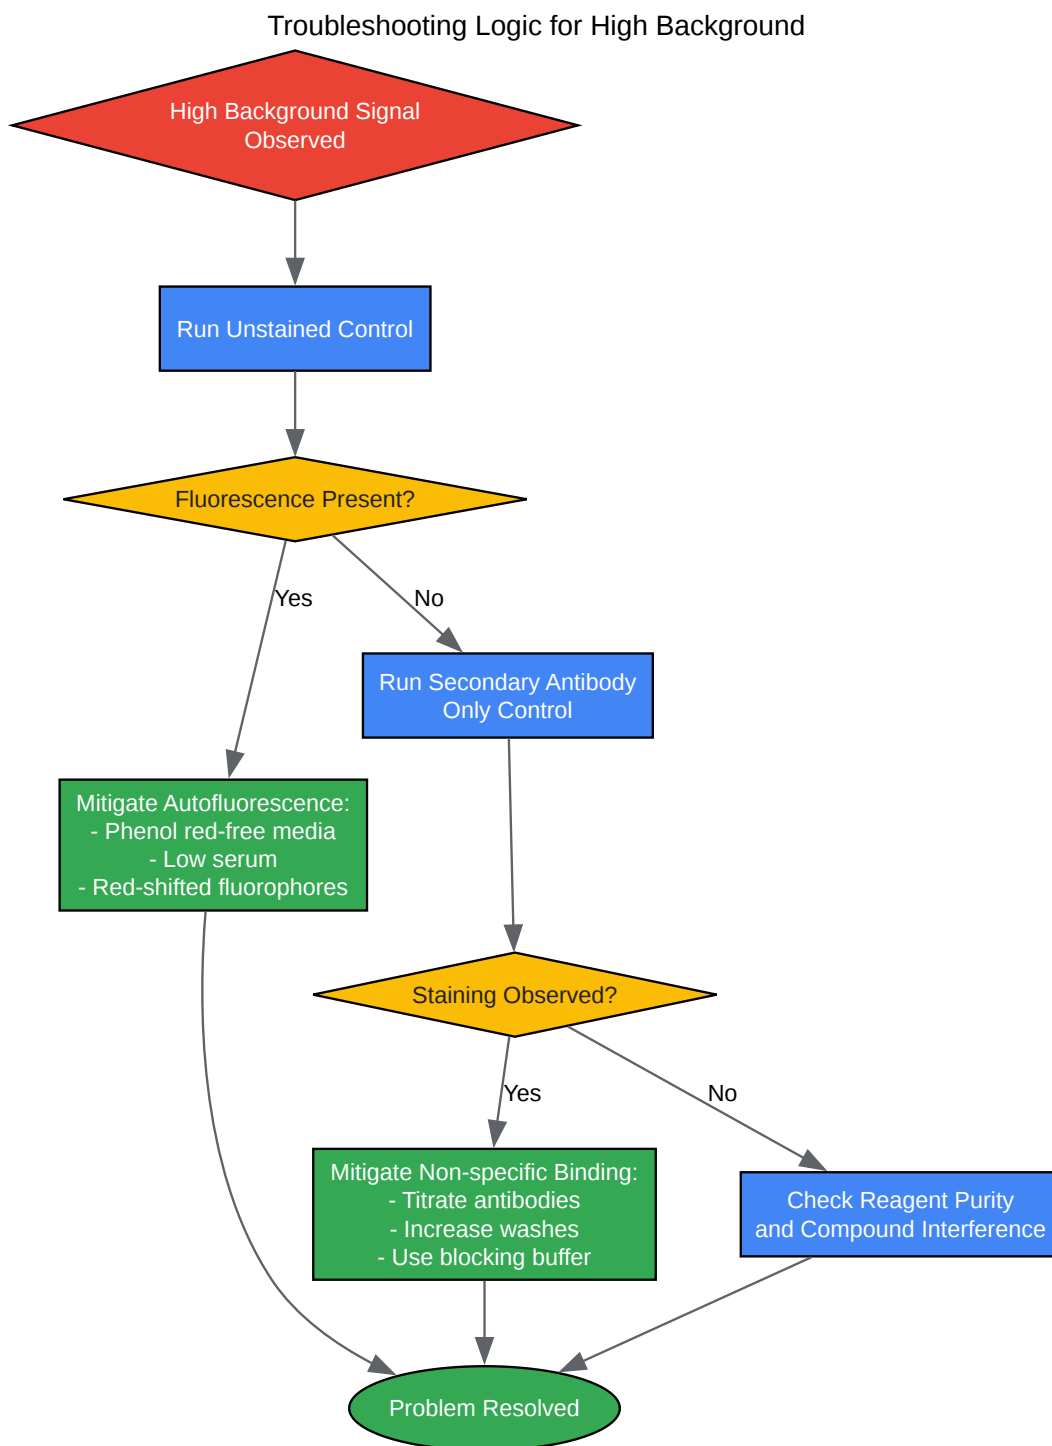 Troubleshooting Logic for High Background
High Background Signal
Observed
Run Unstained Control
Fluorescence Present?
Yes
No
Run Secondary Antibody
Only Control
Mitigate Autofluorescence:
- Phenol red-free media
- Low serum
- Red-shifted fluorophores
Staining Observed?
Yes
No
Mitigate Non-specific Binding:
- Titrate antibodies
- Increase washes
- Use blocking buffer
Check Reagent Purity
and Compound Interference
Problem Resolved